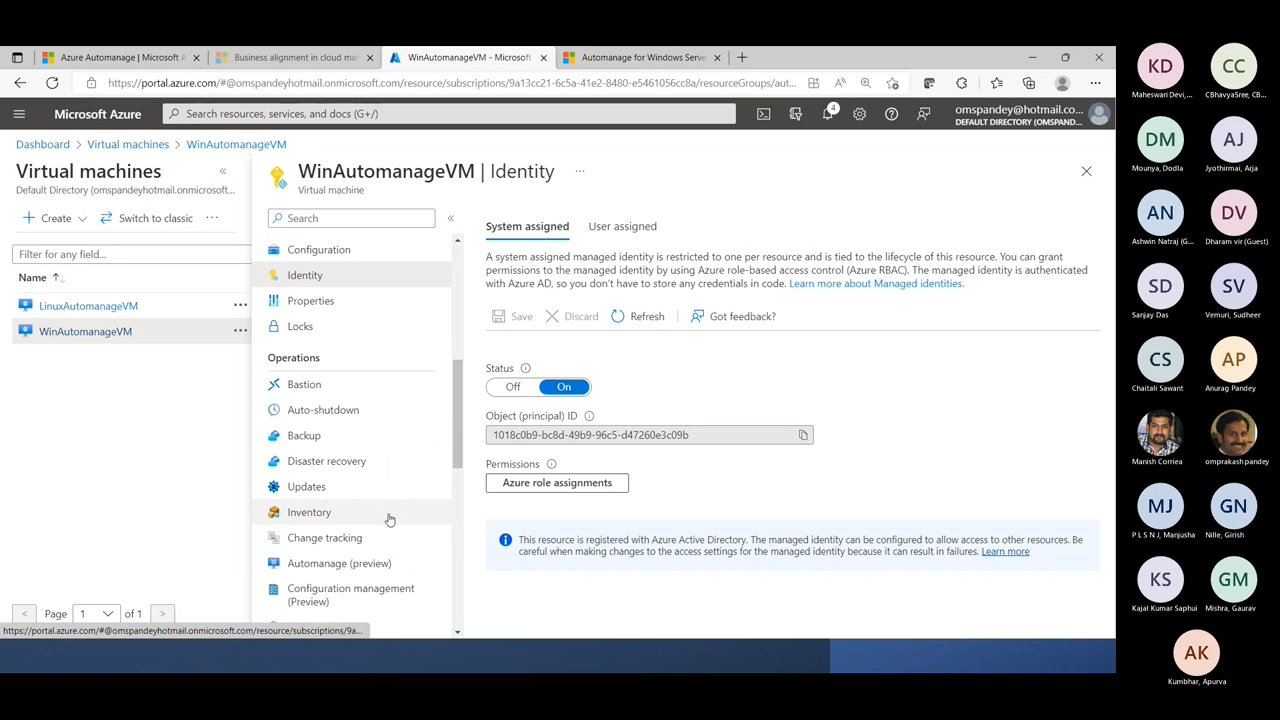 Azure Automanage | Microsoft A
Business alignment in cloud ma
WinAutomanageVM - Microsoft
Automanage for Windows Serve
https://portal.azure.com/#@omspandeyhotmail.onmicrosoft.com/resource/subscriptions/9a13cc21-6c5a-41e2-8480-e5461056cc8a/resourceGroups/aut...
Microsoft Azure
Search resources, services, and docs (G+/)
4
omspandey@hotmail.co...
DEFAULT DIRECTORY (OMSPAND...
Dashboard > Virtual machines > WinAutomanageVM
Virtual machines
Default Directory (omspandeyhotmail.onmicrosoft...
Create
Switch to classic
Filter for any field...
Name
LinuxAutomanageVM
WinAutomanageVM
Page 1 of 1
https://portal.azure.com/#@omspandeyhotmail.onmicrosoft.com/resource/subscriptions/9a...
WinAutomanageVM | Identity
Virtual machine
Search
Configuration
Identity
Properties
Locks
Operations
Bastion
Auto-shutdown
Backup
Disaster recovery
Updates
Inventory
Change tracking
Automanage (preview)
Configuration management
(Preview)
System assigned
User assigned
A system assigned managed identity is restricted to one per resource and is tied to the lifecycle of this resource. You can grant
permissions to the managed identity by using Azure role-based access control (Azure RBAC). The managed identity is authenticated
with Azure AD, so you don't have to store any credentials in code. Learn more about Managed identities.
Save
Discard
Refresh
Got feedback?
Status
Off
On
Object (principal) ID
1018c0b9-bc8d-49b9-96c5-d47260e3c09b
Permissions
Azure role assignments
This resource is registered with Azure Active Directory. The managed identity can be configured to allow access to other resources. Be
careful when making changes to the access settings for the managed identity because it can result in failures. Learn more
KD
Maheswari Devi,...
CC
CBhavyaSree, CB...
DM
Mounya, Dodla
AJ
Jyothirmai, Arja
AN
Ashwin Natraj (G...
DV
Dharam vir (Guest)
SD
Sanjay Das
SV
Vemuri, Sudheer
CS
Chaitali Sawant
AP
Anurag Pandey
Manish Corriea
omprakash pandey
MJ
P L S N J, Manjusha
GN
Nille, Girish
KS
Kajal Kumar Saphui
GM
Mishra, Gaurav
AK
Kumbhar, Apurva